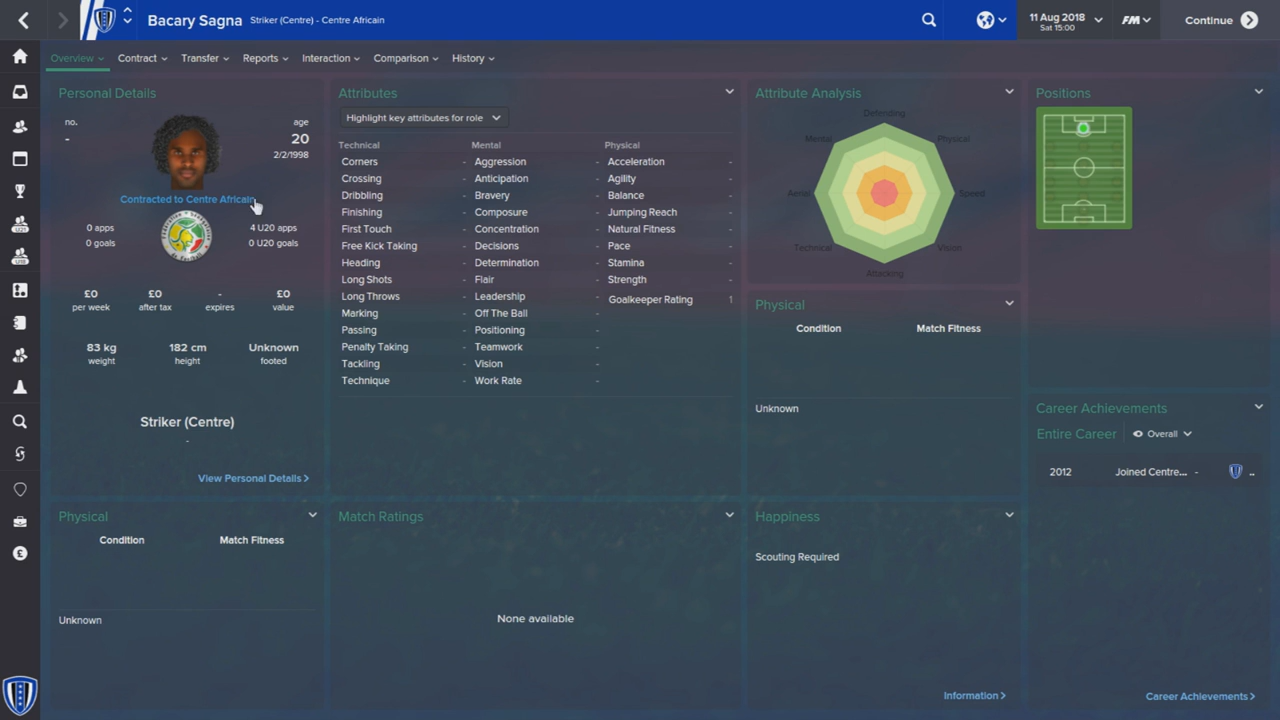 Bacary Sagna
Striker (Centre) - Centre Africain
11 Aug 2018
Sat 15:00
FM
Continue
Overview
Contract
Transfer
Reports
Interaction
Comparison
History
Personal Details
no.
-
age
20
2/2/1998
Contracted to Centre Africain
0 apps
0 goals
4 U20 apps
0 U20 goals
£0
per week
£0
after tax
-
expires
£0
value
83 kg
weight
182 cm
height
Unknown
footed
Striker (Centre)
-
View Personal Details
Attributes
Highlight key attributes for role
Technical
Corners -
Crossing -
Dribbling -
Finishing -
First Touch -
Free Kick Taking -
Heading -
Long Shots -
Long Throws -
Marking -
Passing -
Penalty Taking -
Tackling -
Technique -
Mental
Aggression -
Anticipation -
Bravery -
Composure -
Concentration -
Decisions -
Determination -
Flair -
Leadership -
Off The Ball -
Positioning -
Teamwork -
Vision -
Work Rate -
Physical
Acceleration -
Agility -
Balance -
Jumping Reach -
Natural Fitness -
Pace -
Stamina -
Strength -
Goalkeeper Rating 1
Attribute Analysis
Defending
Mental
Physical
Aerial
Speed
Technical
Vision
Attacking
Physical
Condition
Match Fitness
Unknown
Positions
Career Achievements
Entire Career
Overall
2012 Joined Centre... - ..
Career Achievements
Physical
Condition
Match Fitness
Unknown
Match Ratings
None available
Happiness
Scouting Required
Information